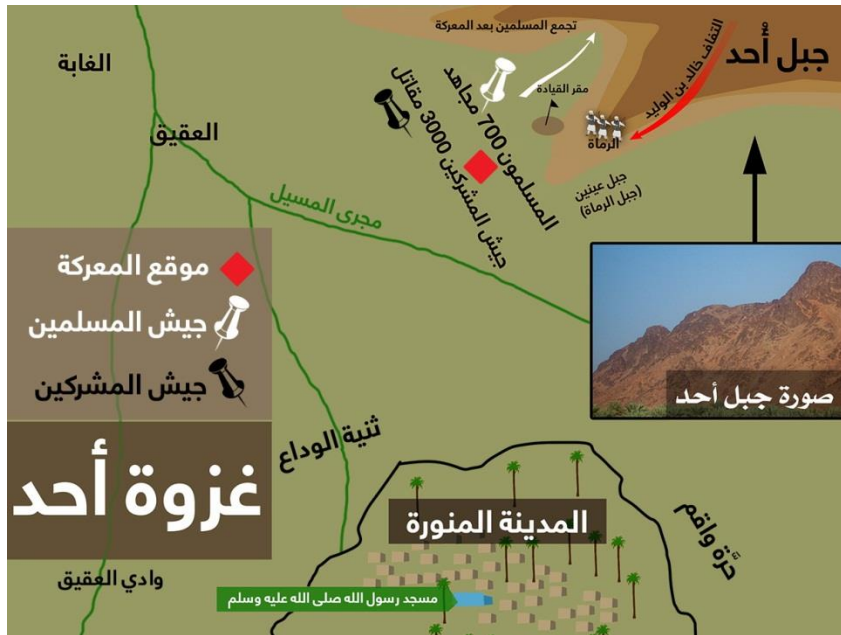 تجمع المسلمين بعد المعركة
جبل أُحد
التفاف خالد بن الوليد
الغابة
مقر القيادة
المسلمون 700 مجاهد
جيش المشركين 3000 مقاتل
الرماة
العقيق
جبل عينين
(جبل الرماة)
مجرى المسيل
موقع المعركة
جيش المسلمين
جيش المشركين
صورة جبل أحد
غزوة أحد
ثنية الوداع
المدينة المنورة
حرَّة واقم
وادي العقيق
مسجد رسول الله صلى الله عليه وسلم